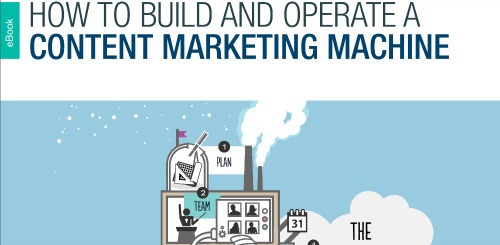 eBook
HOW TO BUILD AND OPERATE A
CONTENT MARKETING MACHINE
1
PLAN
2
TEAM
31
THE